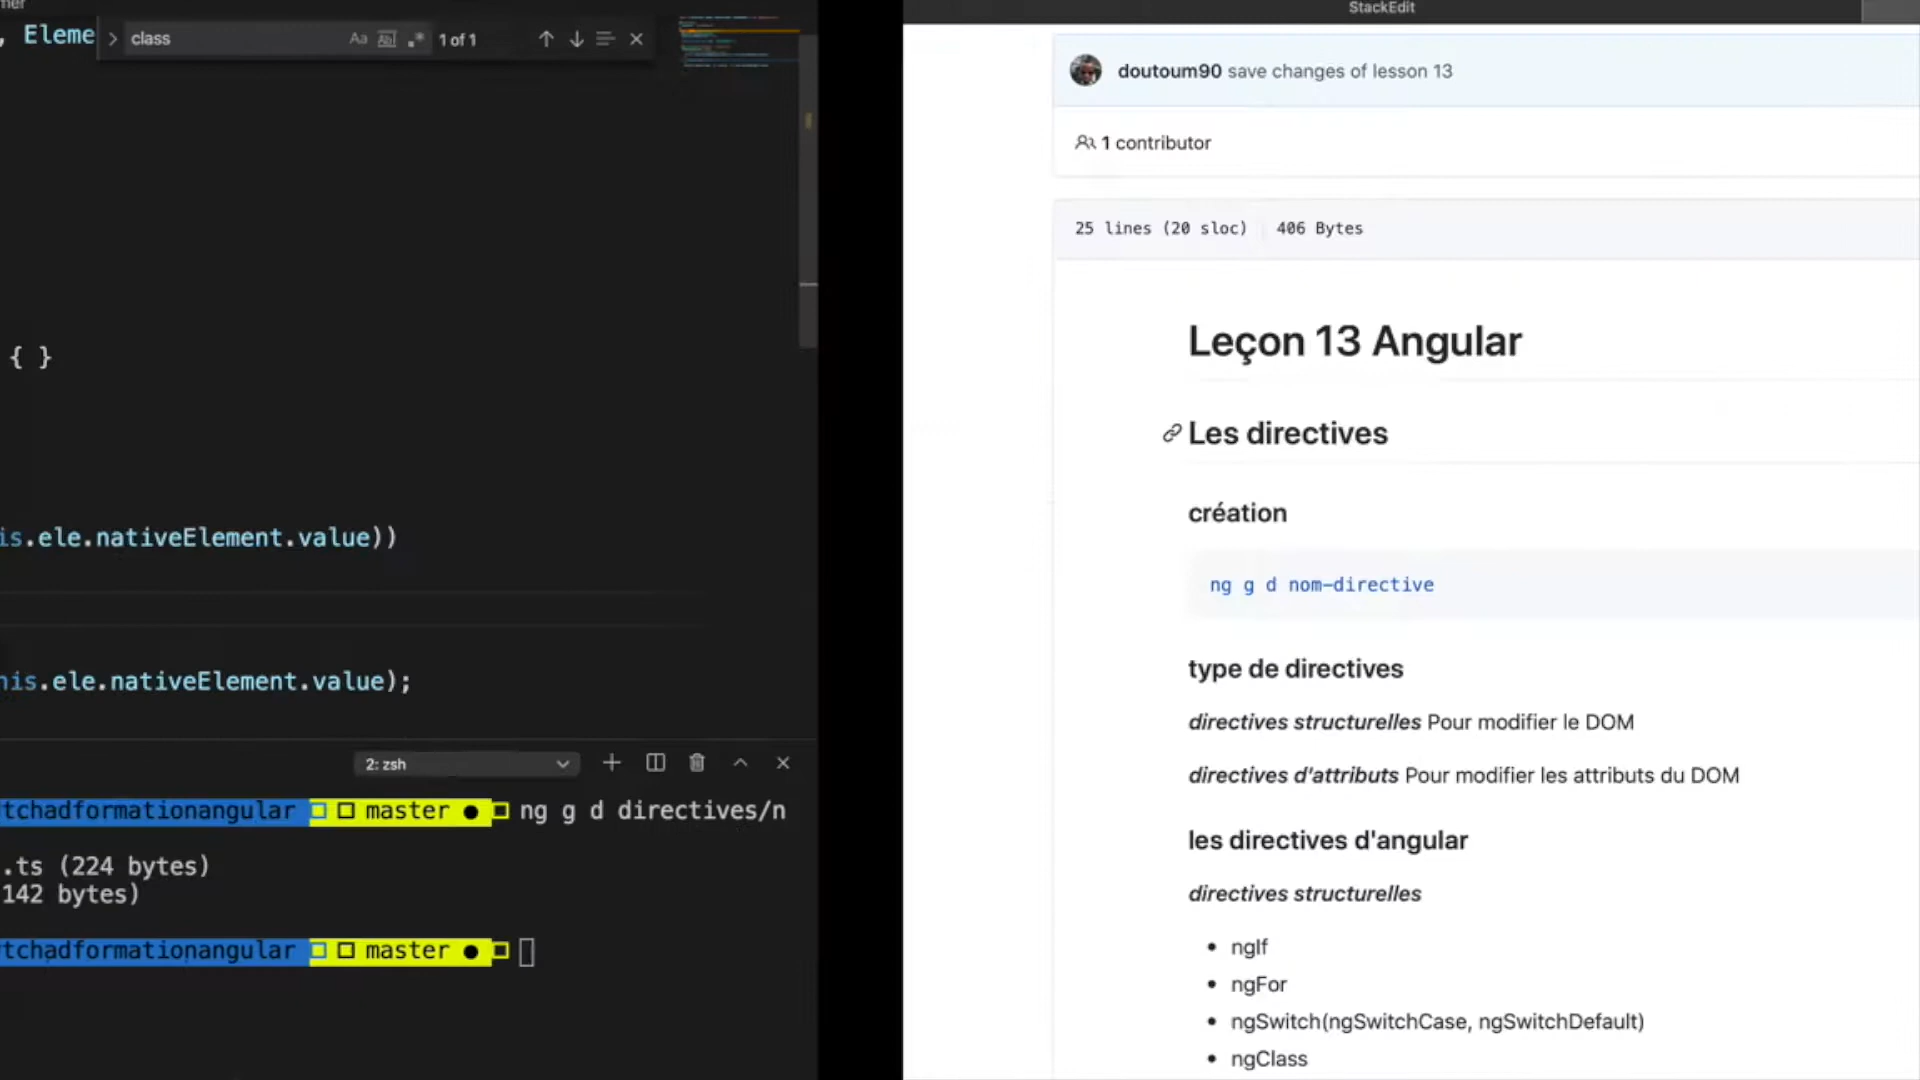 , Eleme
class
Aa
1 of 1
{ }
is.ele.nativeElement.value))
his.ele.nativeElement.value);
2: zsh
tchadformationangular master ng g d directives/n
.ts (224 bytes)
142 bytes)
tchadformationangular master
StackEdit
doutoum90 save changes of lesson 13
1 contributor
25 lines (20 sloc) 406 Bytes
Leçon 13 Angular
Les directives
création
ng g d nom-directive
type de directives
directives structurelles Pour modifier le DOM
directives d'attributs Pour modifier les attributs du DOM
les directives d'angular
directives structurelles
• ngIf
• ngFor
• ngSwitch(ngSwitchCase, ngSwitchDefault)
• ngClass